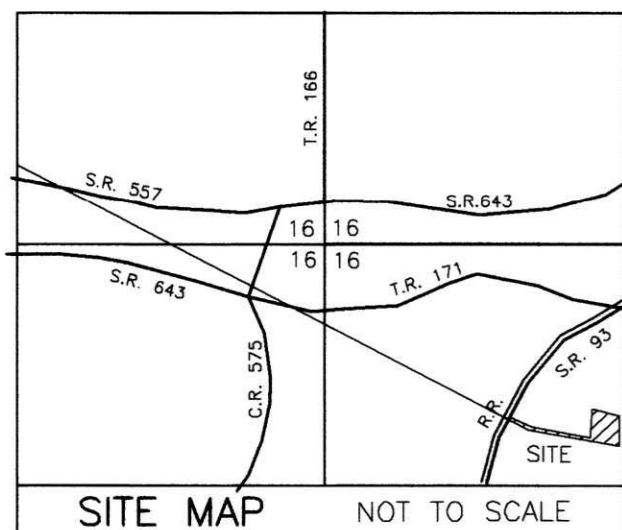 T.R. 166
S.R. 557
S.R.643
16 16
16 16
S.R. 643
T.R. 171
C.R. 575
S.R. 93
R.R.
SITE
SITE MAP NOT TO SCALE